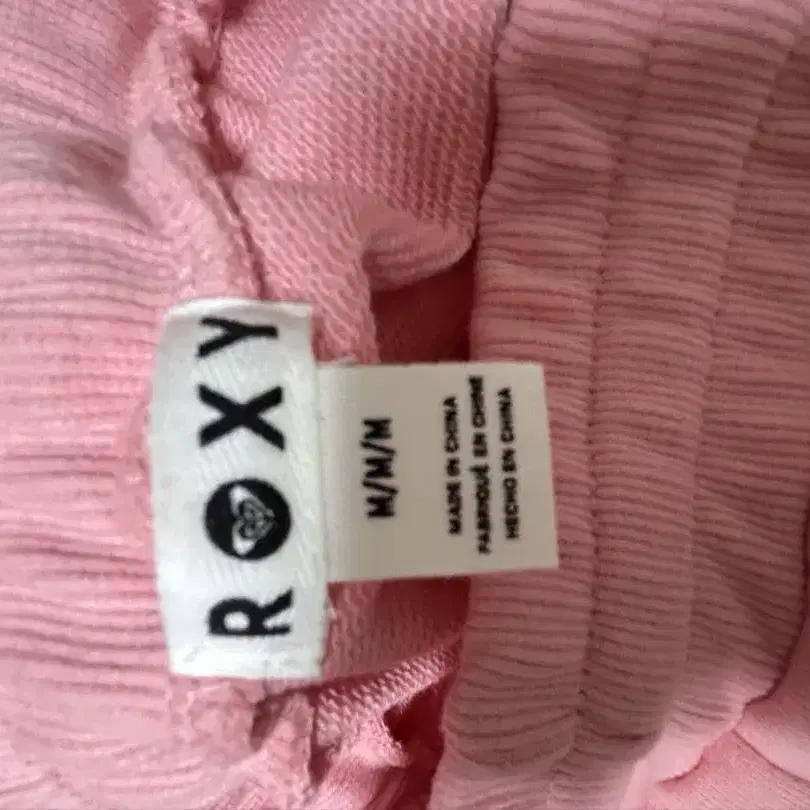 ROXY
M/M/M
MADE IN CHINA
FABRIQUÉ EN CHINE
HECHO EN CHINA